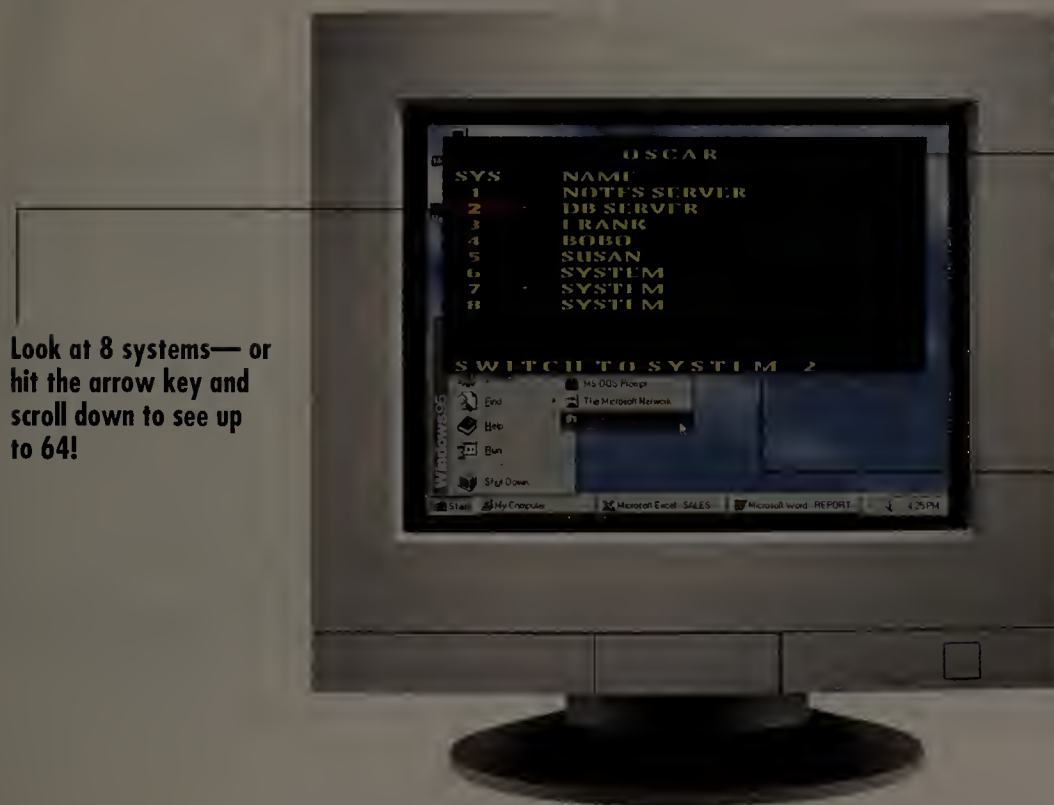 Look at 8 systems— or
hit the arrow key and
scroll down to see up
to 64!
OSCAR
SYS NAME
1 NOTES SERVER
2 DB SERVER
3 FRANK
4 BOBO
5 SUSAN
6 SYSTEM
7 SYSTEM
8 SYSTEM
SWITCH TO SYSTEM 2
MS-DOS Prompt
Find
The Microsoft Network
Help
Run
Shut Down
Windows95
Start My Computer Microsoft Excel SALES Microsoft Word REPORT 4:25 PM